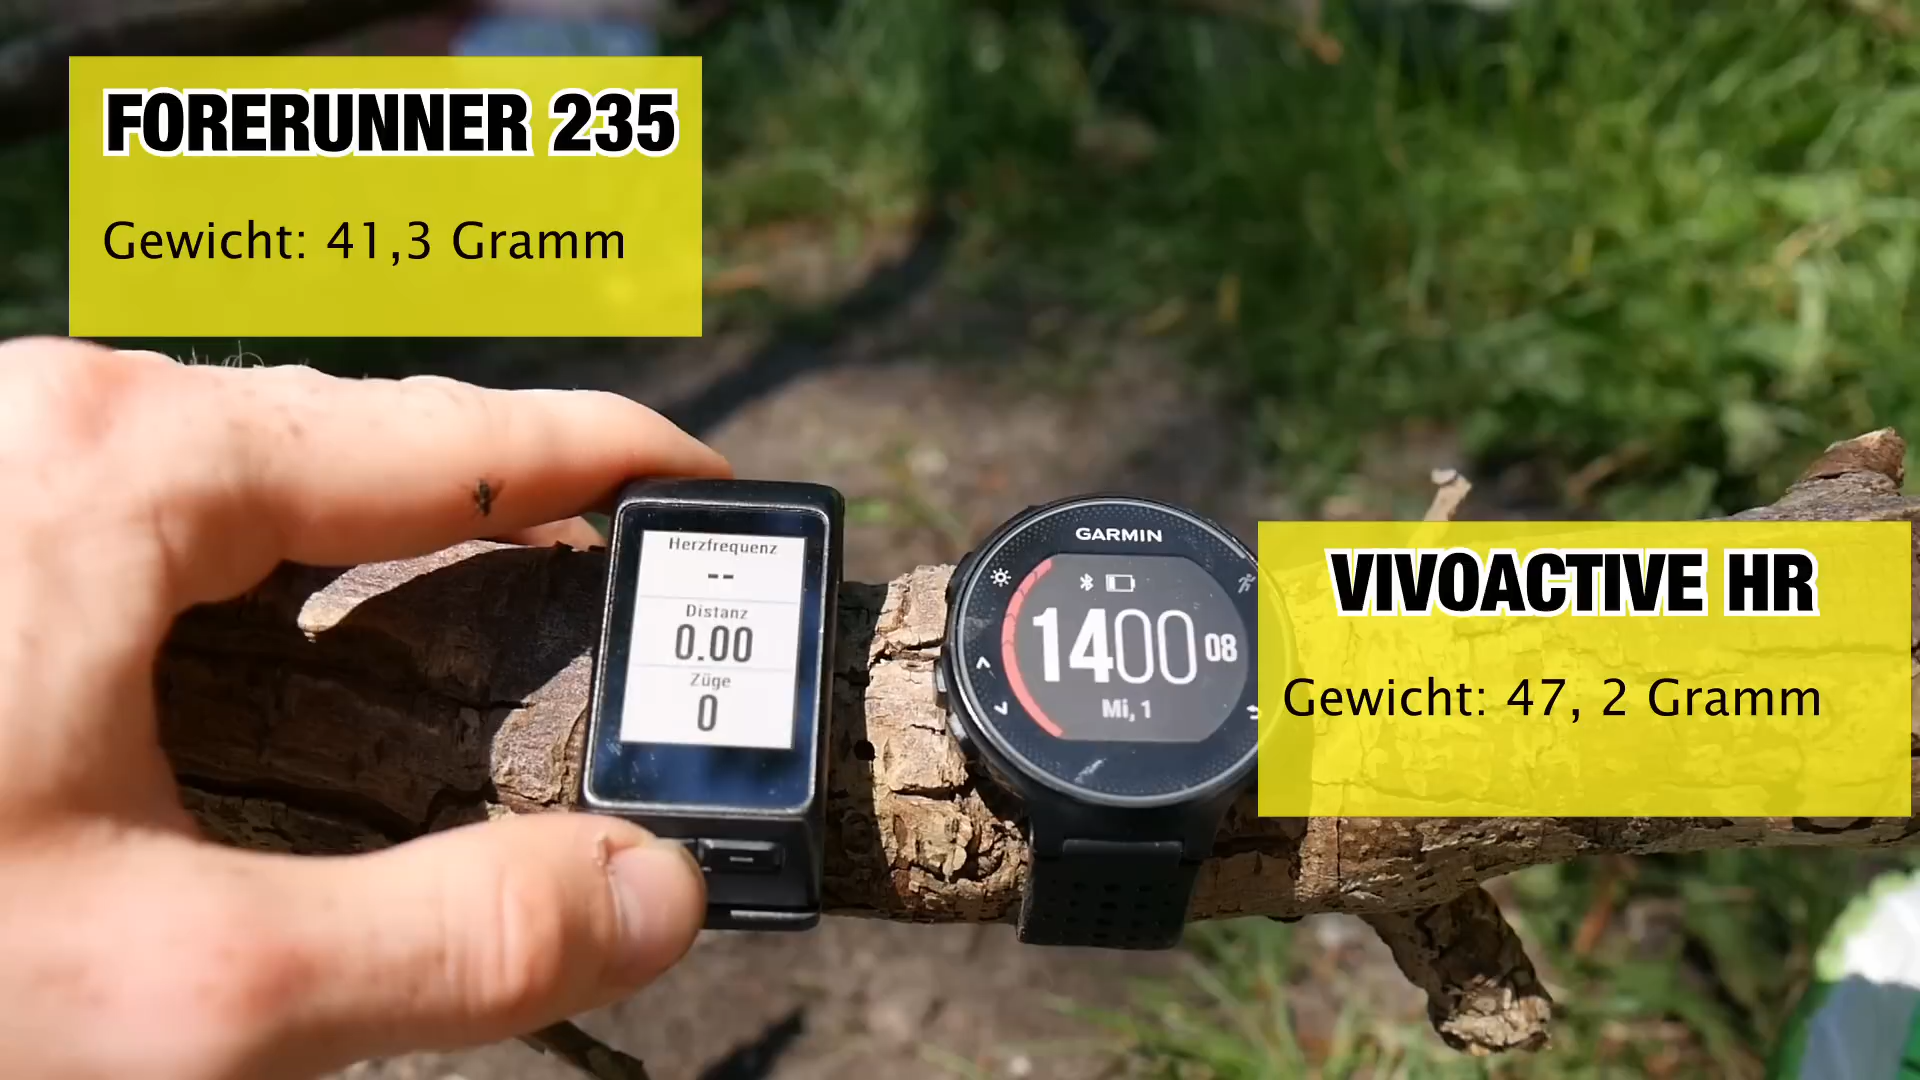 FORERUNNER 235
Gewicht: 41,3 Gramm
Herzfrequenz
--
Distanz
0.00
Züge
0
GARMIN
1400 08
Mi, 1
VIVOACTIVE HR
Gewicht: 47, 2 Gramm